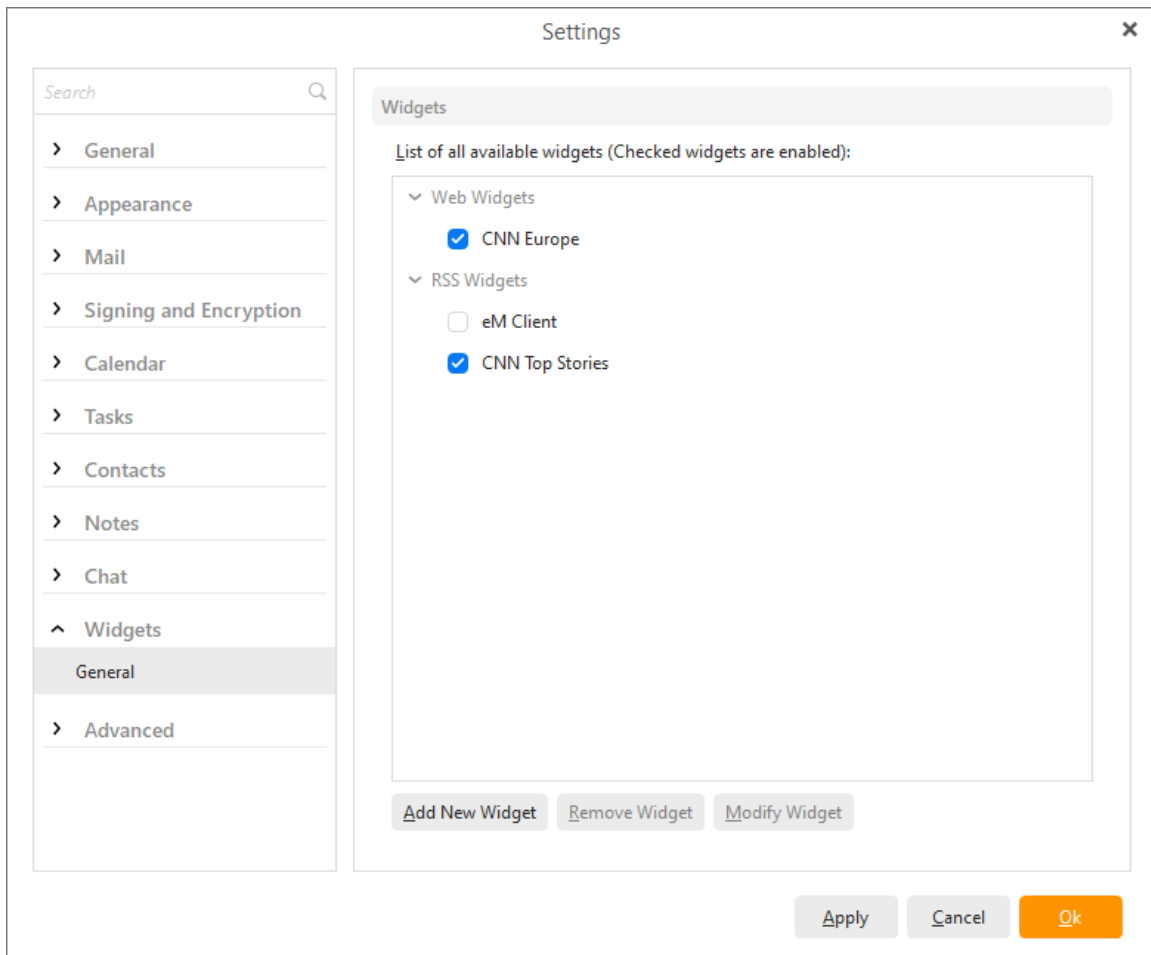 Settings
Search
General
Appearance
Mail
Signing and Encryption
Calendar
Tasks
Contacts
Notes
Chat
Widgets
General
Advanced
Widgets
List of all available widgets (Checked widgets are enabled):
Web Widgets
CNN Europe
RSS Widgets
eM Client
CNN Top Stories
Add New Widget Remove Widget Modify Widget
Apply Cancel Ok